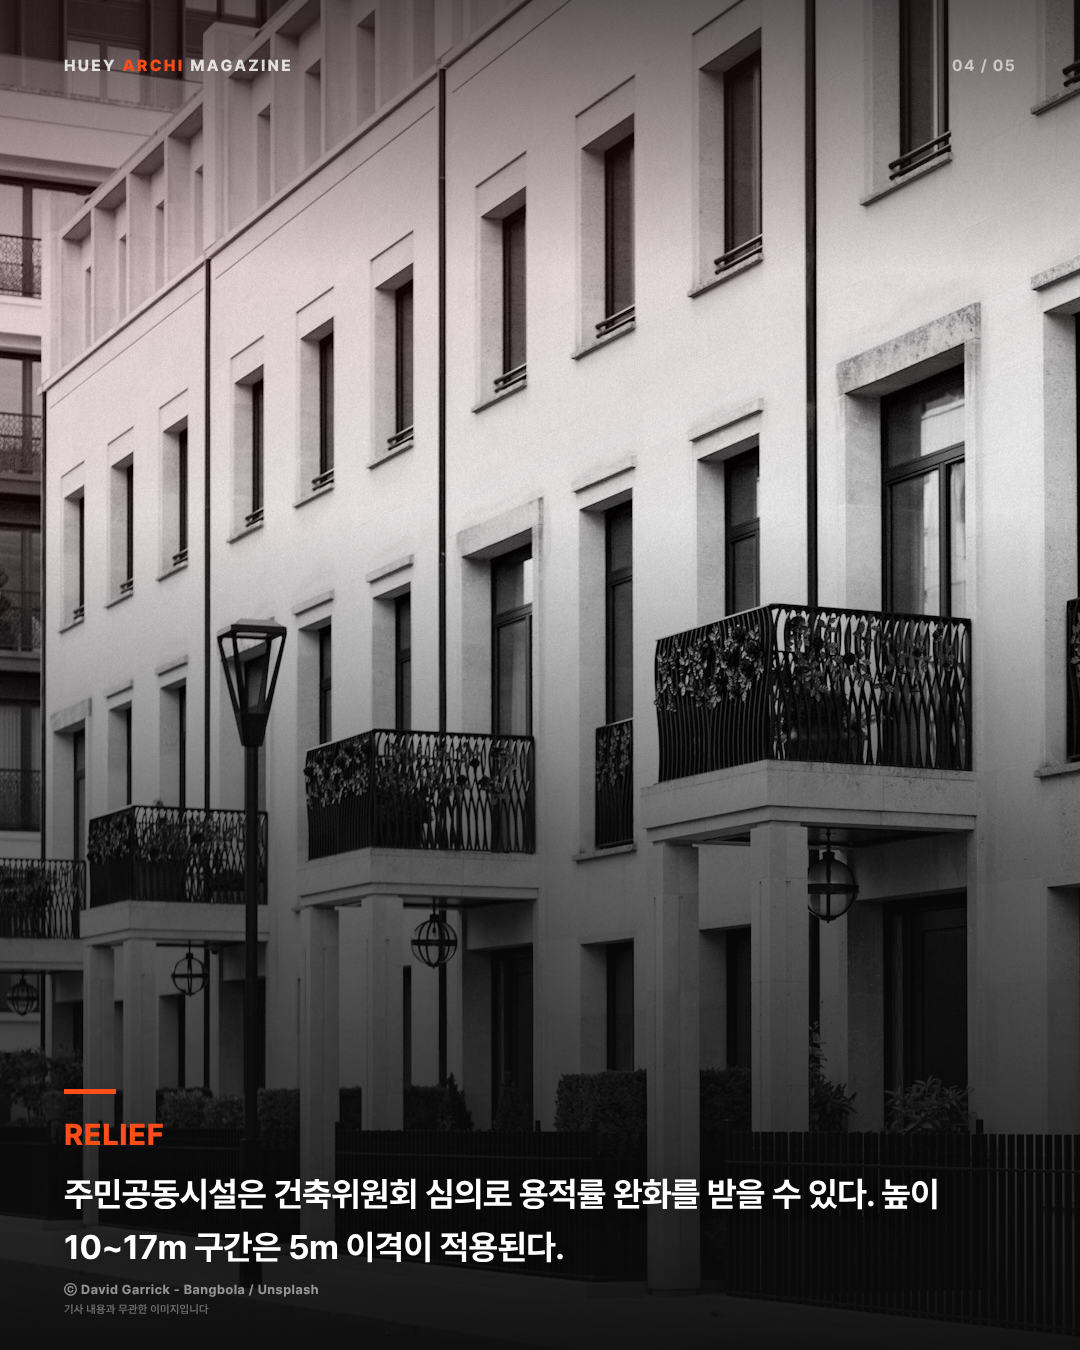 HUEY ARCHI MAGAZINE
04 / 05
RELIEF
주민공동시설은 건축위원회 심의로 용적률 완화를 받을 수 있다. 높이
10~17m 구간은 5m 이격이 적용된다.
ⓒ David Garrick - Bangbola / Unsplash
기사 내용과 무관한 이미지입니다